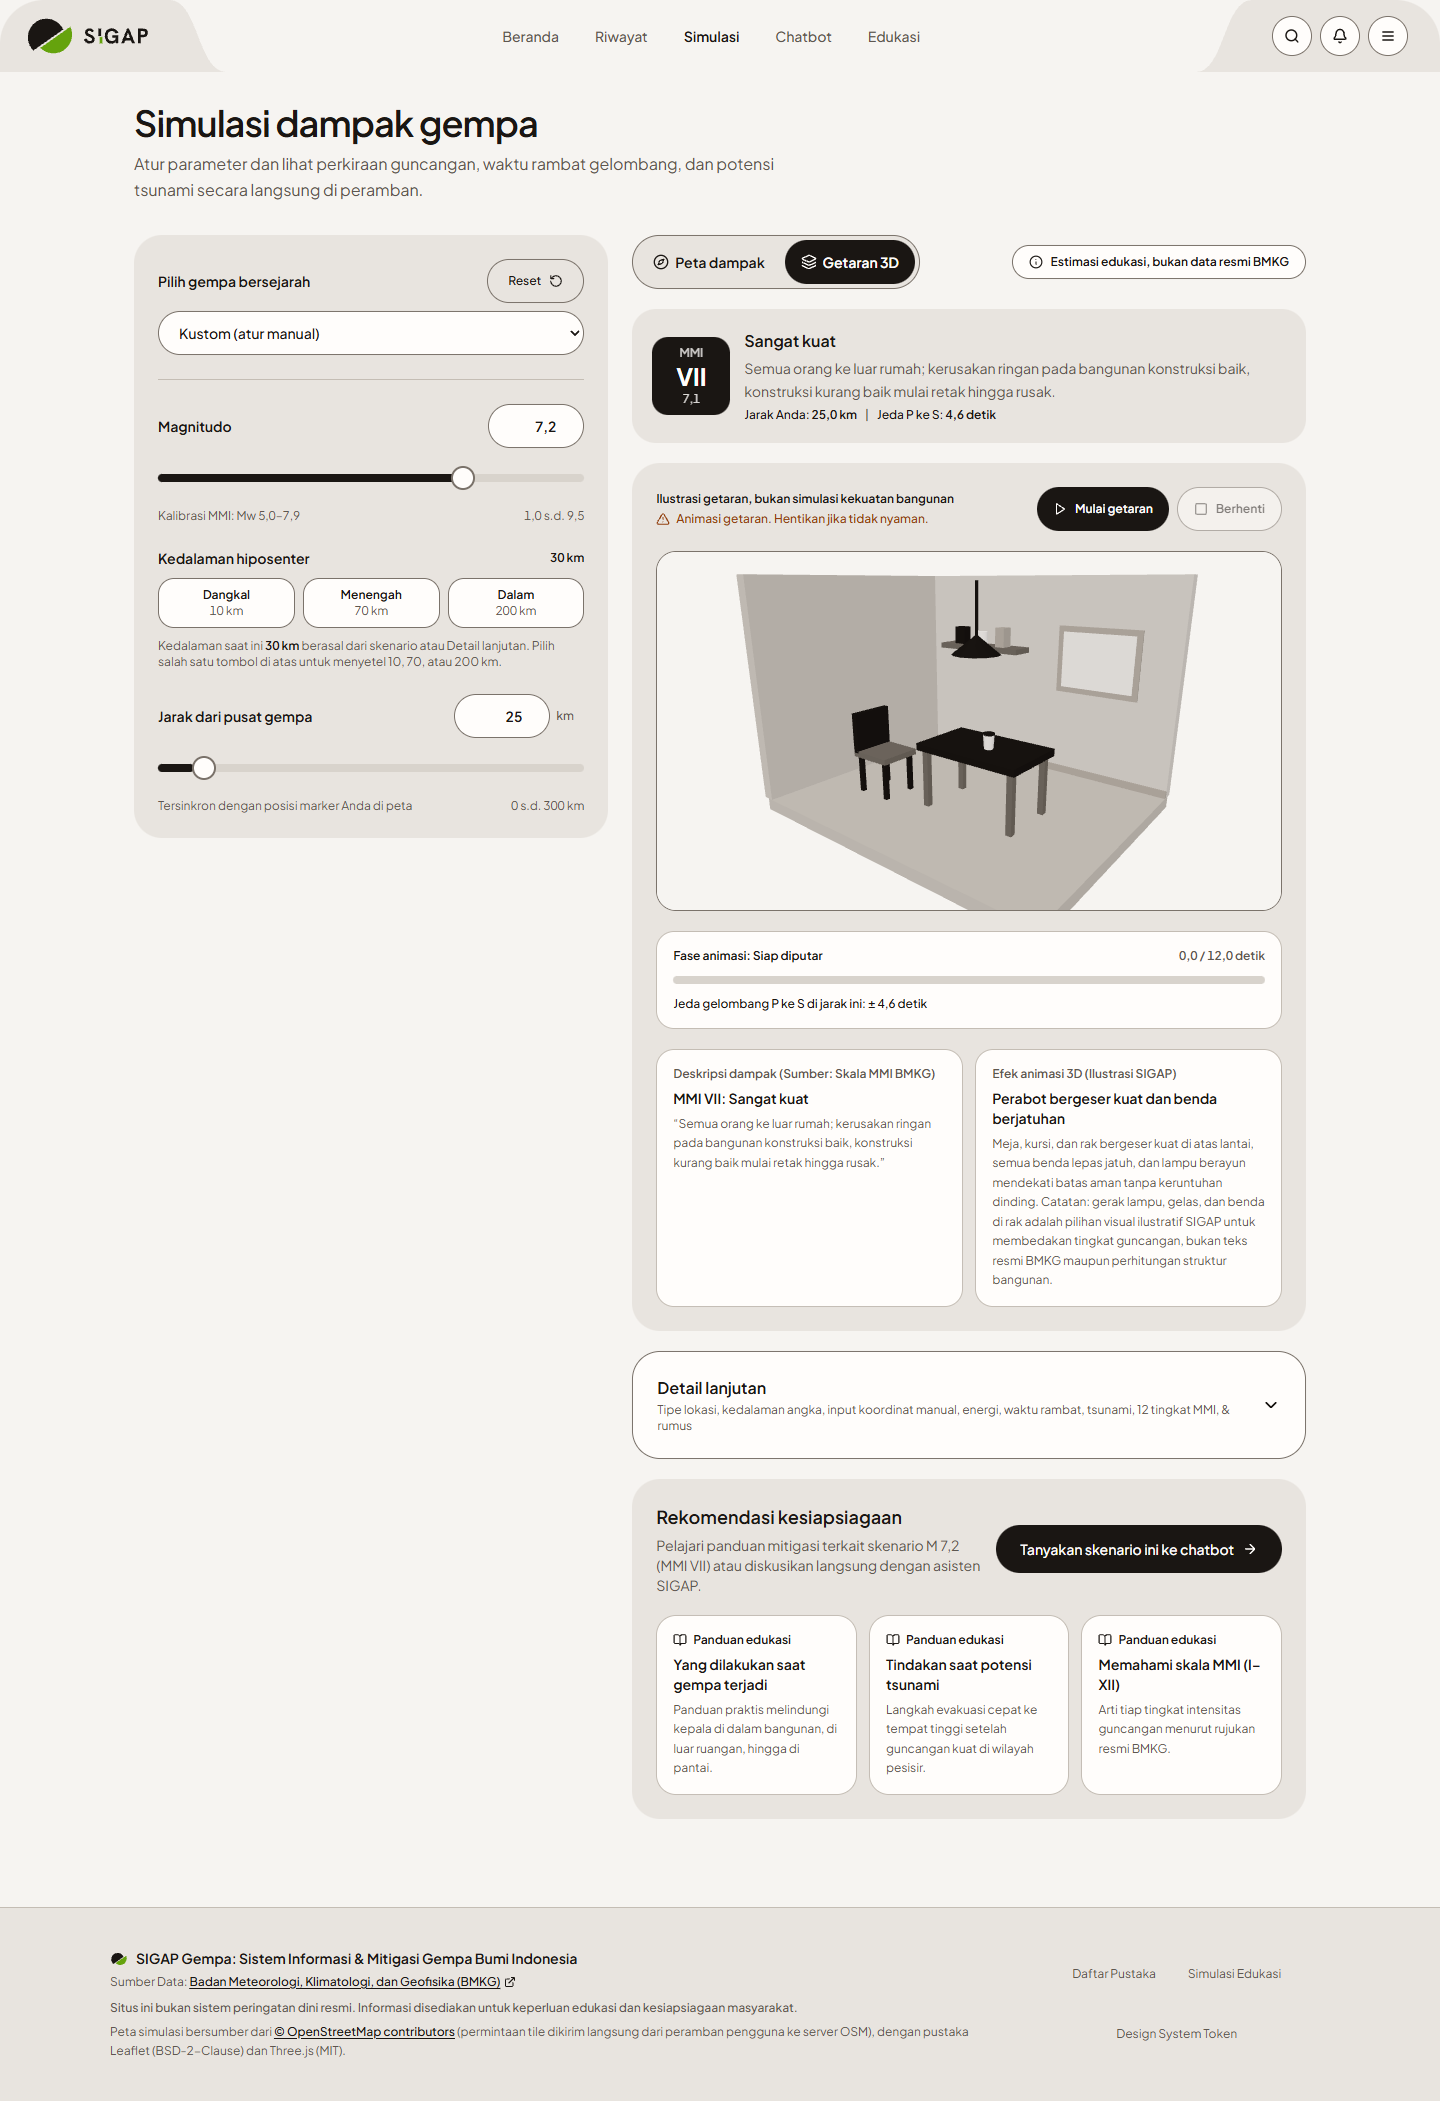 SIGAP
Beranda
Riwayat
Simulasi
Chatbot
Edukasi
Simulasi dampak gempa
Atur parameter dan lihat perkiraan guncangan, waktu rambat gelombang, dan potensi
tsunami secara langsung di peramban.
Pilih gempa bersejarah
Reset
Kustom (atur manual)
Magnitudo
7,2
Kalibrasi MMI: Mw 5,0–7,9
1,0 s.d. 9,5
Kedalaman hiposenter
30 km
Dangkal
10 km
Menengah
70 km
Dalam
200 km
Kedalaman saat ini 30 km berasal dari skenario atau Detail lanjutan. Pilih
salah satu tombol di atas untuk menyetel 10, 70, atau 200 km.
Jarak dari pusat gempa
25
km
Tersinkron dengan posisi marker Anda di peta
0 s.d. 300 km
Peta dampak
Getaran 3D
Estimasi edukasi, bukan data resmi BMKG
MMI
VII
7,1
Sangat kuat
Semua orang ke luar rumah; kerusakan ringan pada bangunan konstruksi baik,
konstruksi kurang baik mulai retak hingga rusak.
Jarak Anda: 25,0 km | Jeda P ke S: 4,6 detik
Ilustrasi getaran, bukan simulasi kekuatan bangunan
Animasi getaran. Hentikan jika tidak nyaman.
Mulai getaran
Berhenti
Fase animasi: Siap diputar
0,0 / 12,0 detik
Jeda gelombang P ke S di jarak ini: ± 4,6 detik
Deskripsi dampak (Sumber: Skala MMI BMKG)
MMI VII: Sangat kuat
"Semua orang ke luar rumah; kerusakan ringan
pada bangunan konstruksi baik, konstruksi
kurang baik mulai retak hingga rusak."
Efek animasi 3D (Ilustrasi SIGAP)
Perabot bergeser kuat dan benda
berjatuhan
Meja, kursi, dan rak bergeser kuat di atas lantai,
semua benda lepas jatuh, dan lampu berayun
mendekati batas aman tanpa keruntuhan
dinding. Catatan: gerak lampu, gelas, dan benda
di rak adalah pilihan visual ilustratif SIGAP untuk
membedakan tingkat guncangan, bukan teks
resmi BMKG maupun perhitungan struktur
bangunan.
Detail lanjutan
Tipe lokasi, kedalaman angka, input koordinat manual, energi, waktu rambat, tsunami, 12 tingkat MMI, &
rumus
Rekomendasi kesiapsiagaan
Pelajari panduan mitigasi terkait skenario M 7,2
(MMI VII) atau diskusikan langsung dengan asisten
SIGAP.
Tanyakan skenario ini ke chatbot
Panduan edukasi
Yang dilakukan saat
gempa terjadi
Panduan praktis melindungi
kepala di dalam bangunan, di
luar ruangan, hingga di
pantai.
Panduan edukasi
Tindakan saat potensi
tsunami
Langkah evakuasi cepat ke
tempat tinggi setelah
guncangan kuat di wilayah
pesisir.
Panduan edukasi
Memahami skala MMI (I–
XII)
Arti tiap tingkat intensitas
guncangan menurut rujukan
resmi BMKG.
SIGAP Gempa: Sistem Informasi & Mitigasi Gempa Bumi Indonesia
Sumber Data: Badan Meteorologi, Klimatologi, dan Geofisika (BMKG)
Situs ini bukan sistem peringatan dini resmi. Informasi disediakan untuk keperluan edukasi dan kesiapsiagaan masyarakat.
Peta simulasi bersumber dari © OpenStreetMap contributors (permintaan tile dikirim langsung dari peramban pengguna ke server OSM), dengan pustaka
Leaflet (BSD-2-Clause) dan Three.js (MIT).
Daftar Pustaka
Simulasi Edukasi
Design System Token